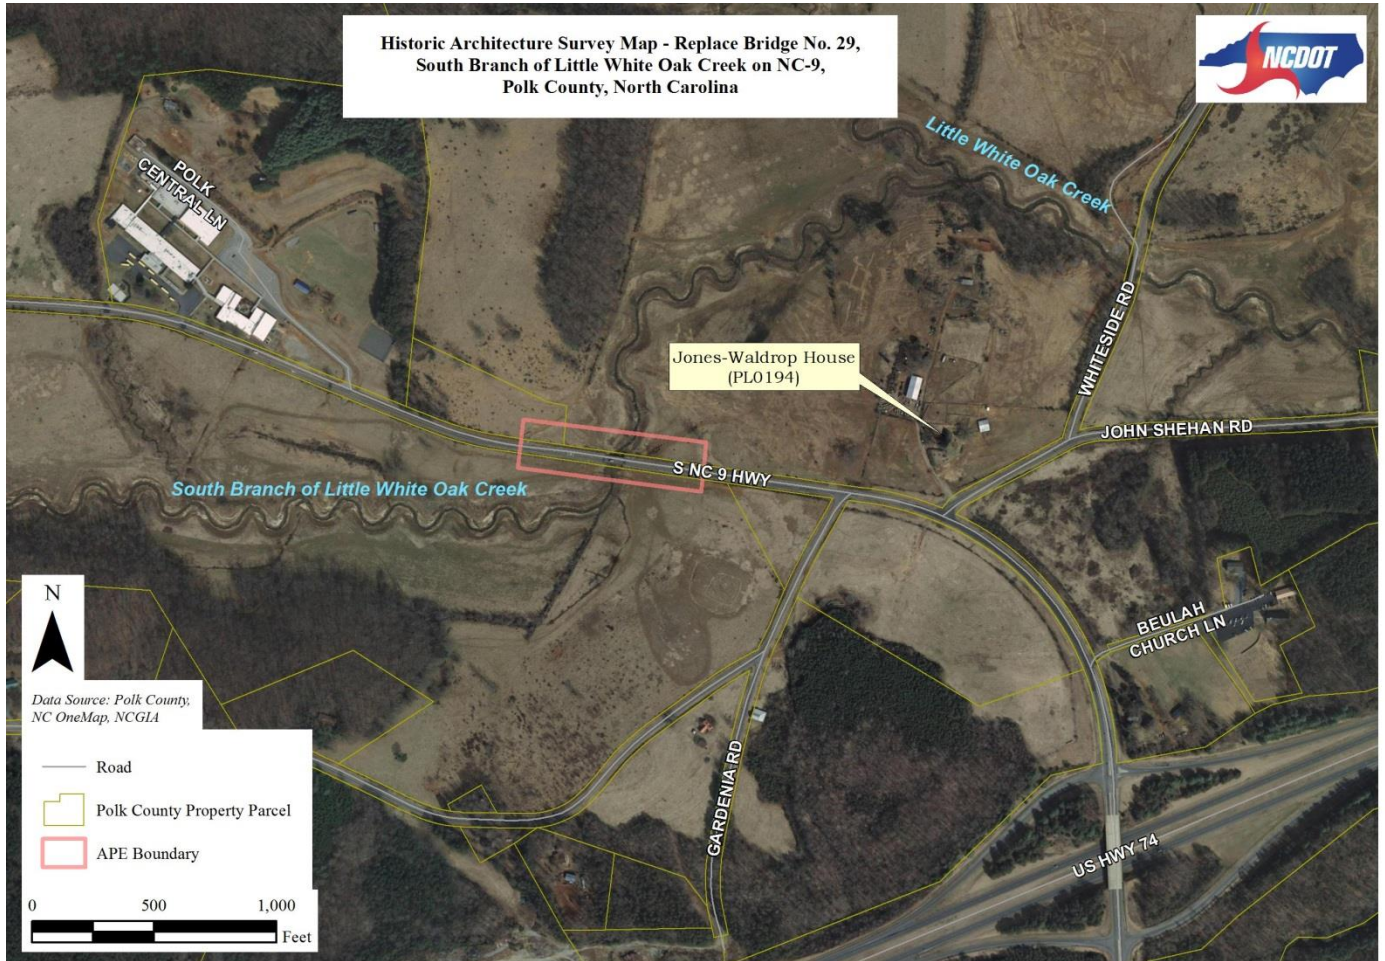 Historic Architecture Survey Map - Replace Bridge No. 29,
South Branch of Little White Oak Creek on NC-9,
Polk County, North Carolina
NCDOT
Little White Oak Creek
POLK
CENTRAL LN
WHITESIDE RD
Jones-Waldrop House
(PL0194)
JOHN SHEHAN RD
S NC 9 HWY
South Branch of Little White Oak Creek
BEULAH
CHURCH LN
GARDENIA RD
US HWY 74
N
Data Source: Polk County,
NC OneMap, NCGIA
Road
Polk County Property Parcel
APE Boundary
0 500 1,000
Feet